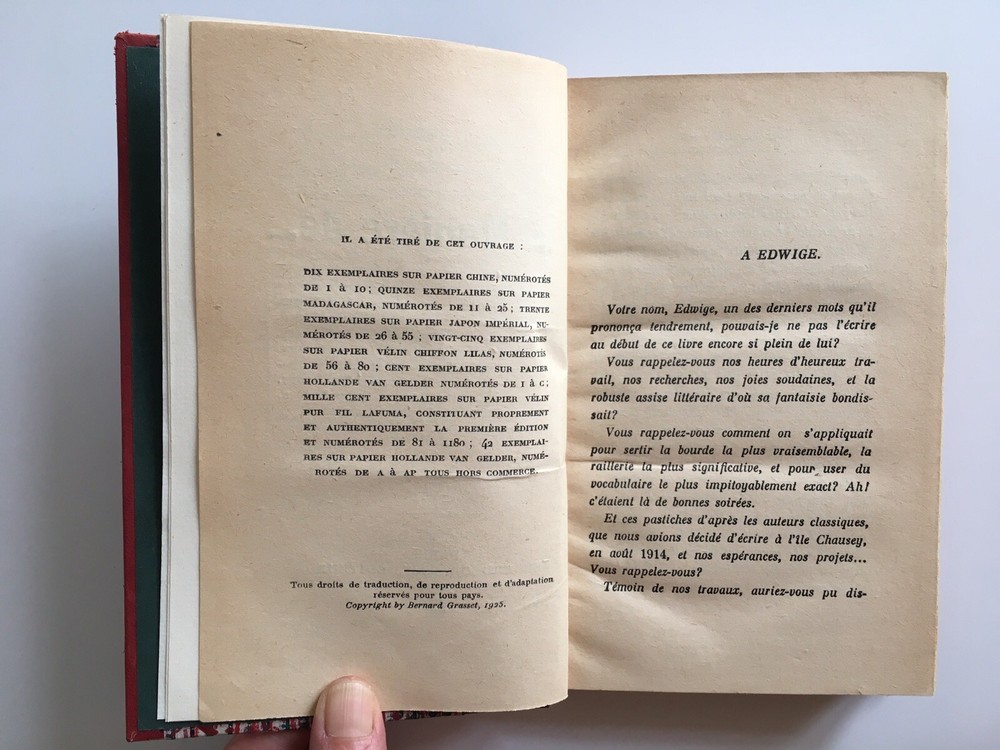 IL A ÉTÉ TIRÉ DE CET OUVRAGE :
DIX EXEMPLAIRES SUR PAPIER CHINE, NUMÉROTÉS
DE 1 à 10 ; QUINZE EXEMPLAIRES SUR PAPIER
MADAGASCAR, NUMÉROTÉS DE 11 à 25 ; TRENTE
EXEMPLAIRES SUR PAPIER JAPON IMPÉRIAL, NU-
MÉROTÉS DE 26 à 55 ; VINGT-CINQ EXEMPLAIRES
SUR PAPIER VÉLIN CHIFFON LILAS, NUMÉROTÉS
DE 56 à 80 ; CENT EXEMPLAIRES SUR PAPIER
HOLLANDE VAN GELDER NUMÉROTÉS DE I à C ;
MILLE CENT EXEMPLAIRES SUR PAPIER VÉLIN
PUR FIL LAFUMA, CONSTITUANT PROPREMENT
ET AUTHENTIQUEMENT LA PREMIÈRE ÉDITION
ET NUMÉROTÉS DE 81 à 1180 ; 42 EXEMPLAI-
RES SUR PAPIER HOLLANDE VAN GELDER, NUMÉ-
ROTÉS DE A à AP TOUS HORS COMMERCE.
Tous droits de traduction, de reproduction et d'adaptation
réservés pour tous pays.
Copyright by Bernard Grasset, 1925.
A EDWIGE.
Votre nom, Edwige, un des derniers mots qu'il
prononça tendrement, pouvais-je ne pas l'écrire
au début de ce livre encore si plein de lui?
Vous rappelez-vous nos heures d'heureux tra-
vail, nos recherches, nos joies soudaines, et la
robuste assise littéraire d'où sa fantaisie bondis-
sait?
Vous rappelez-vous comment on s'appliquait
pour sertir la bourde la plus vraisemblable, la
raillerie la plus significative, et pour user du
vocabulaire le plus impitoyablement exact? Ah!
c'étaient là de bonnes soirées.
Et ces pastiches d'après les auteurs classiques,
que nous avions décidé d'écrire à l'île Chausey,
en août 1914, et nos espérances, nos projets...
Vous rappelez-vous?
Témoin de nos travaux, auriez-vous pu dis-